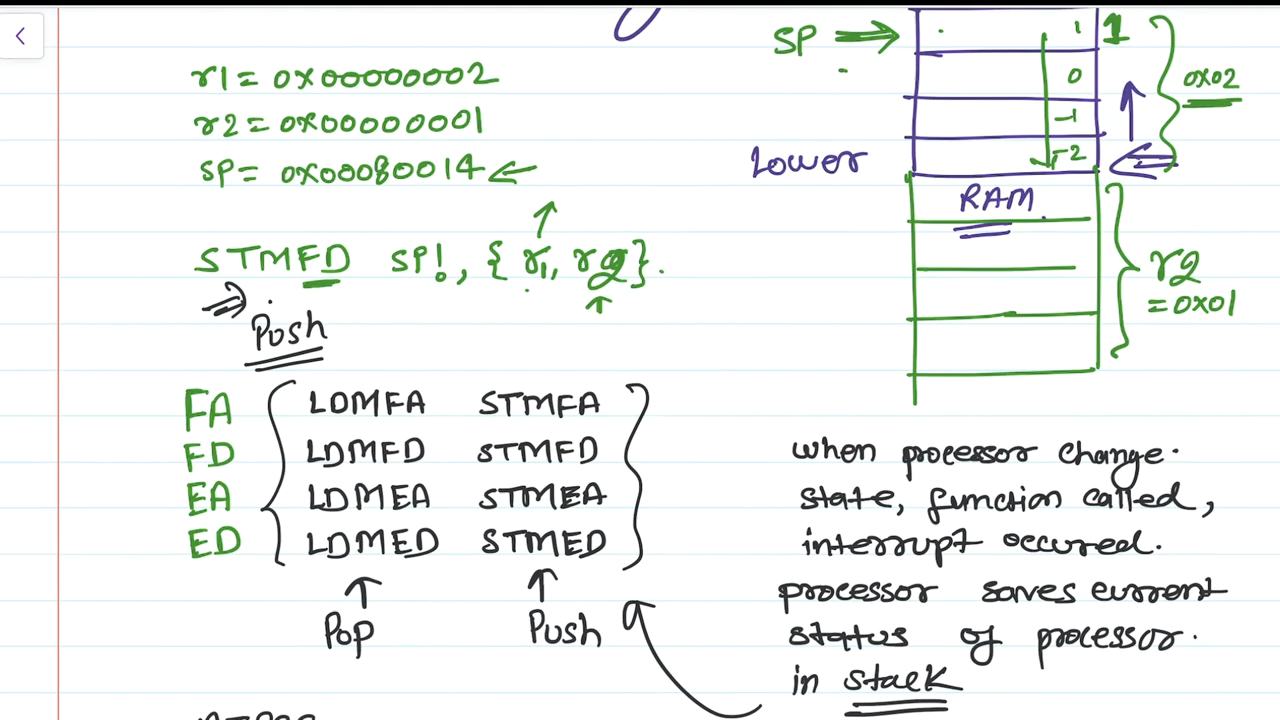 r1 = 0x00000002
r2 = 0x00000001
SP = 0x00080014
STMFD SP!, { r1, r2 }.
Push
FA LDMFA STMFA
FD LDMFD STMFD
EA LDMEA STMEA
ED LDMED STMED
Pop Push
SP
1 1
0
-1
-2
0x02
Lower
RAM
r2
= 0x01
when processor change.
state, function called,
interrupt occured.
processor saves current
status of processor.
in stack